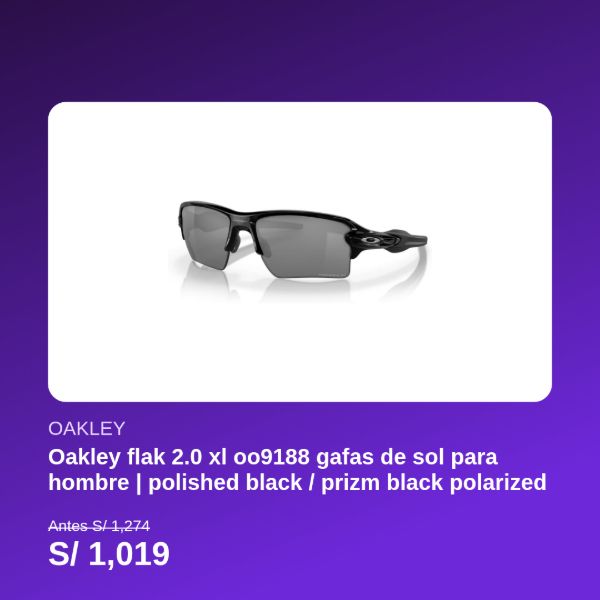 OAKLEY
Oakley flak 2.0 xl oo9188 gafas de sol para
hombre | polished black / prizm black polarized
Antes S/ 1,274
S/ 1,019